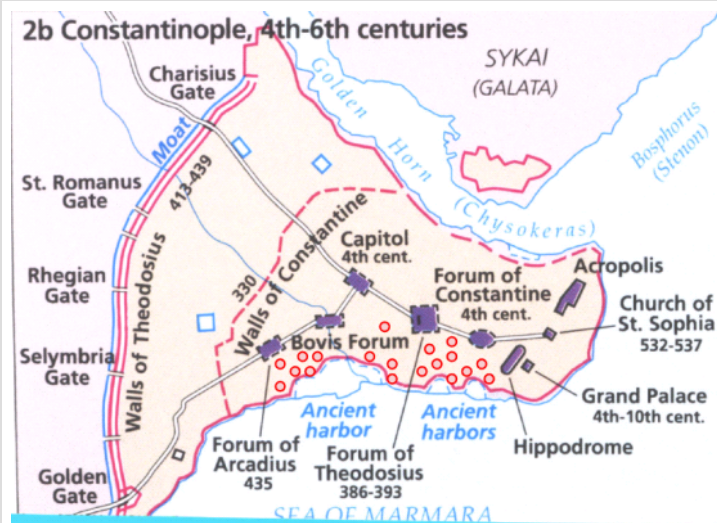 2b Constantinople, 4th-6th centuries
SYKAI
(GALATA)
Charisius
Gate
Golden
Horn
(Chysokeras)
Bosphorus
(Stenon)
Moat
413-439
St. Romanus
Gate
Walls of Theodosius
Rhegian
Gate
330
Walls of Constantine
Capitol
4th cent.
Forum of
Constantine
4th cent.
Acropolis
Church of
St. Sophia
532-537
Bovis Forum
Selymbria
Gate
Grand Palace
4th-10th cent.
Hippodrome
Ancient
harbor
Ancient
harbors
Forum of
Arcadius
435
Forum of
Theodosius
386-393
Golden
Gate
SEA OF MARMARA